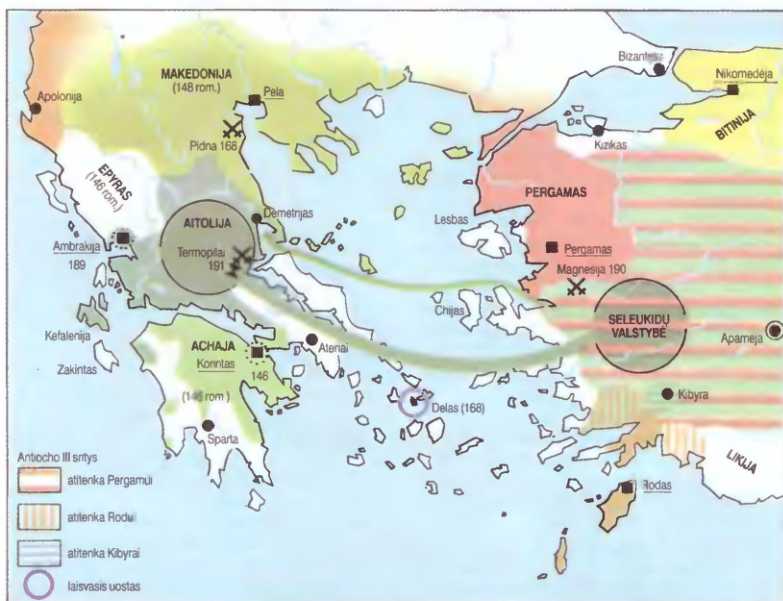 Bizantijas
MAKEDONIJA
(148 rom.)
Nikomedėja
Apolonija
Pela
BITINIJA
Pidna 168
Kizikas
EPYRAS
(146 rom.)
PERGAMAS
AITOLIJA
Demetrijas
Lesbas
Ambrakija
189
Termopilai
191
Pergamas
Magnesija 190
SELEUKIDŲ
VALSTYBĖ
Chijas
Apamėja
Kefalenija
ACHAJA
Atėnai
Zakintas
Korintas
146
(146 rom.)
Delas (168)
Kibyra
Sparta
LIKIJA
Antiocho III sritys
Rodas
atitenka Pergamui
atitenka Rodui
atitenka Kibyrai
laisvasis uostas